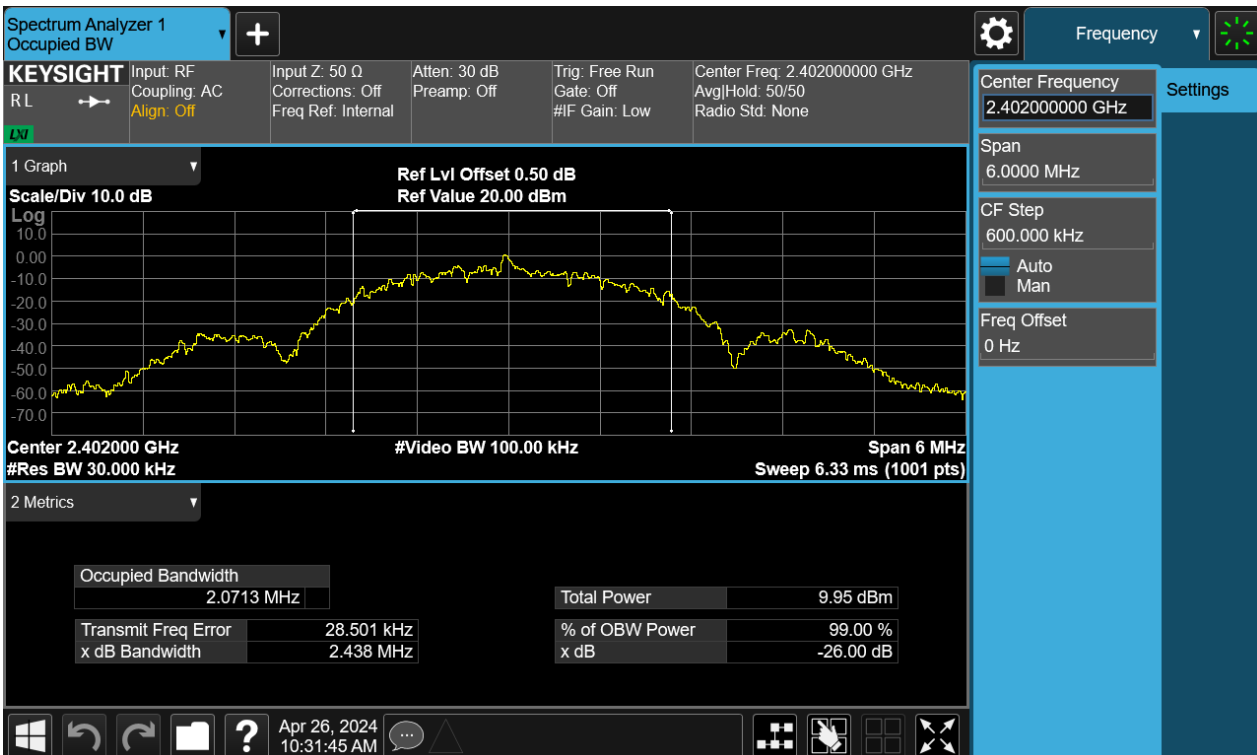 Spectrum Analyzer 1
Occupied BW
+
Frequency
KEYSIGHT
R L
LXI
Input: RF
Coupling: AC
Align: Off
Input Z: 50 Ω
Corrections: Off
Freq Ref: Internal
Atten: 30 dB
Preamp: Off
Trig: Free Run
Gate: Off
#IF Gain: Low
Center Freq: 2.402000000 GHz
Avg|Hold: 50/50
Radio Std: None
Center Frequency
2.402000000 GHz
Settings
Span
6.0000 MHz
CF Step
600.000 kHz
Auto
Man
Freq Offset
0 Hz
1 Graph
Scale/Div 10.0 dB
Ref Lvl Offset 0.50 dB
Ref Value 20.00 dBm
Log
10.0
0.00
-10.0
-20.0
-30.0
-40.0
-50.0
-60.0
-70.0
Center 2.402000 GHz
#Video BW 100.00 kHz
Span 6 MHz
#Res BW 30.000 kHz
Sweep 6.33 ms (1001 pts)
2 Metrics
Occupied Bandwidth
2.0713 MHz
Total Power 9.95 dBm
Transmit Freq Error 28.501 kHz
% of OBW Power 99.00 %
x dB Bandwidth 2.438 MHz
x dB -26.00 dB
?
Apr 26, 2024
10:31:45 AM